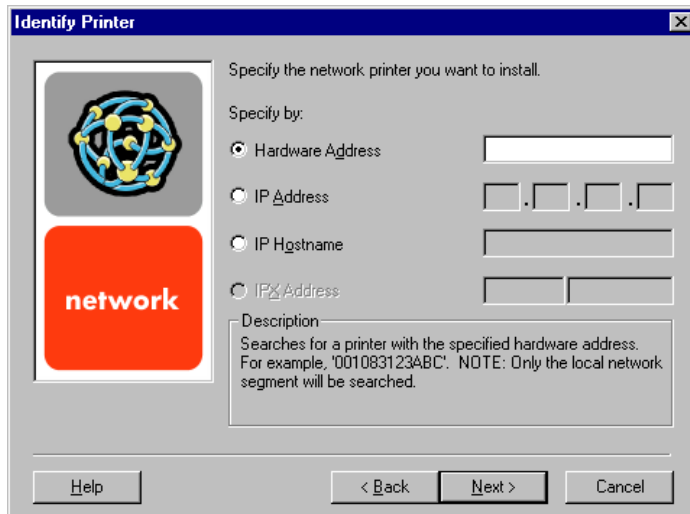 Identify Printer
Specify the network printer you want to install.
Specify by:
Hardware Address
IP Address
. . .
IP Hostname
IPX Address
network
Description
Searches for a printer with the specified hardware address.
For example, '001083123ABC'. NOTE: Only the local network
segment will be searched.
Help
< Back
Next >
Cancel